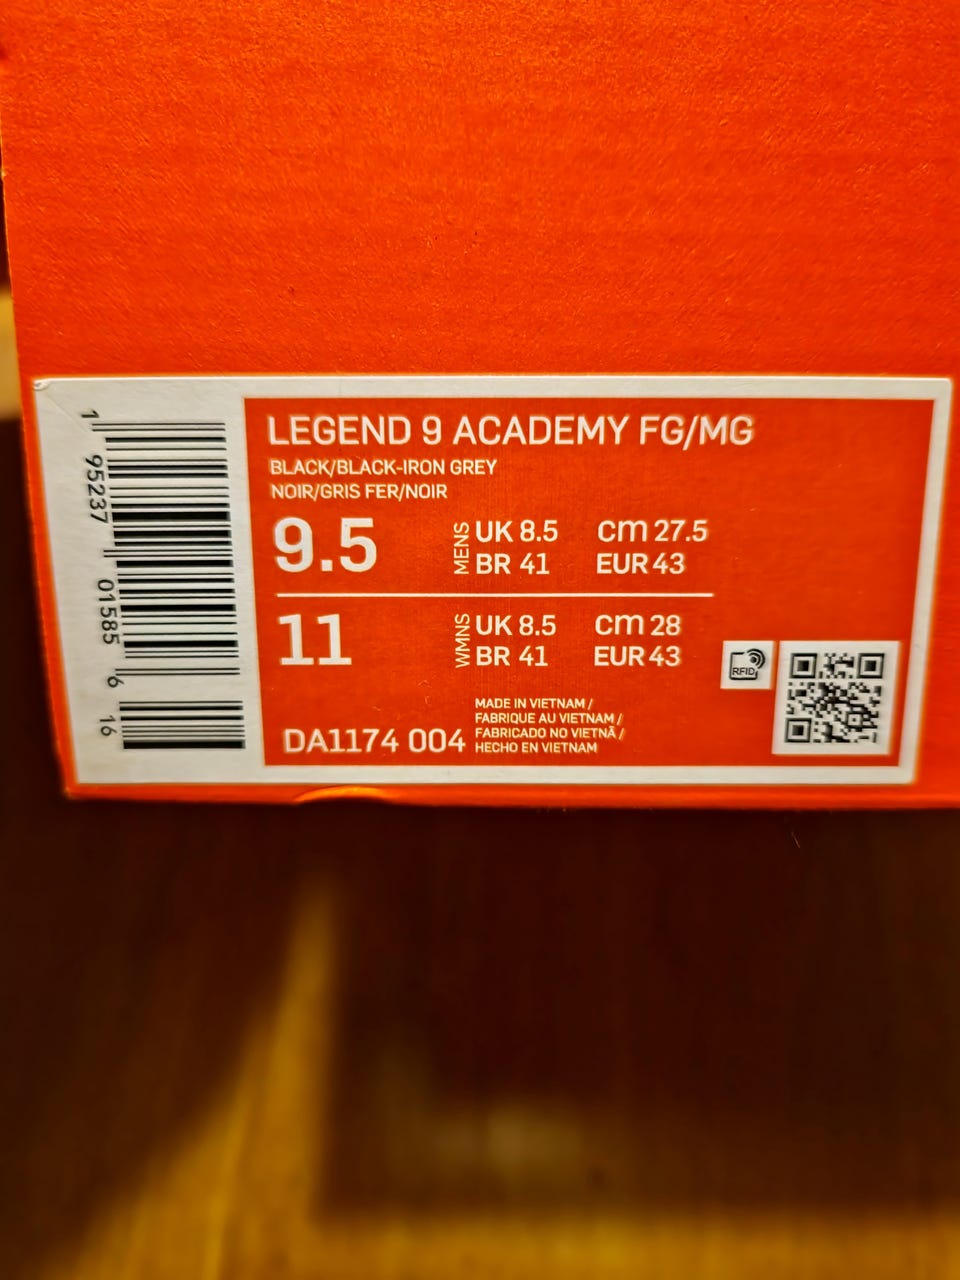 LEGEND 9 ACADEMY FG/MG
BLACK/BLACK-IRON GREY
NOIR/GRIS FER/NOIR
9.5 MENS UK 8.5 CM 27.5
BR 41 EUR 43
11 WMNS UK 8.5 CM 28
BR 41 EUR 43
RFID
DA1174 004
MADE IN VIETNAM /
FABRIQUE AU VIETNAM /
FABRICADO NO VIETNÃ /
HECHO EN VIETNAM
1 95237 01585 6 16